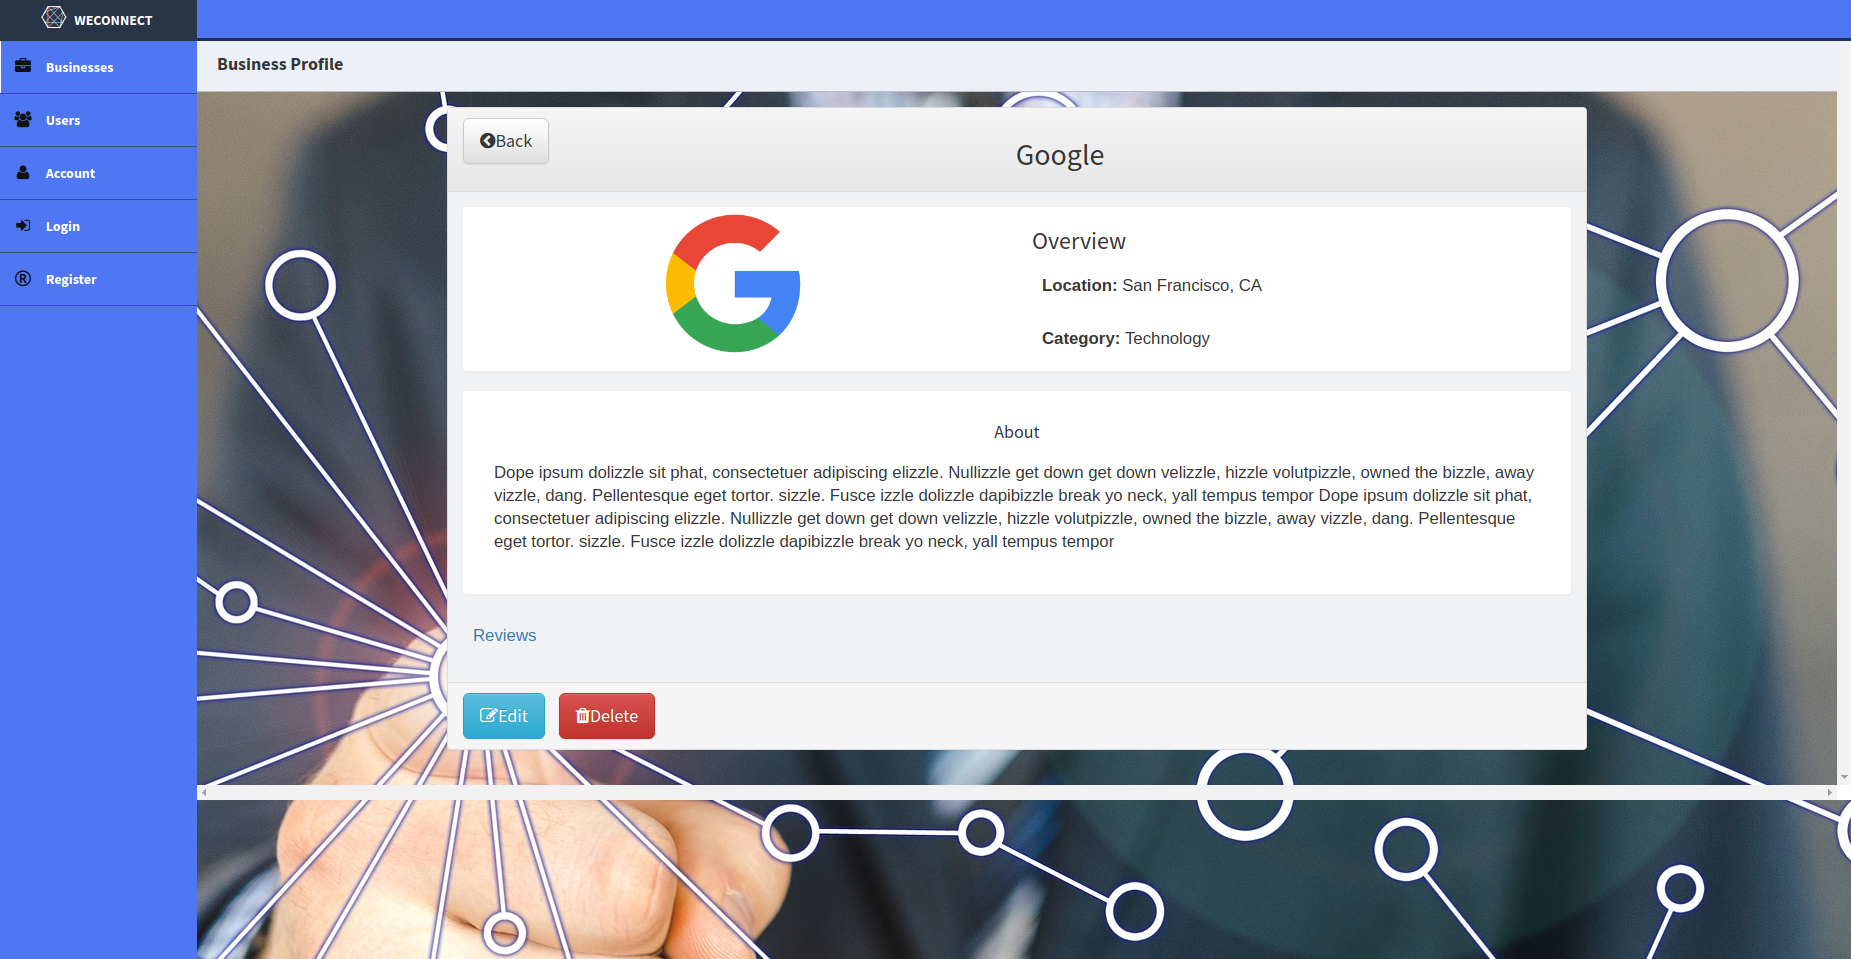 WECONNECT
Businesses
Users
Account
Login
Register
Business Profile
Back
Google
Overview
Location: San Francisco, CA
Category: Technology
About
Dope ipsum dolizzle sit phat, consectetuer adipiscing elizzle. Nullizzle get down get down velizzle, hizzle volutpizzle, owned the bizzle, away
vizzle, dang. Pellentesque eget tortor. sizzle. Fusce izzle dolizzle dapibizzle break yo neck, yall tempus tempor Dope ipsum dolizzle sit phat,
consectetuer adipiscing elizzle. Nullizzle get down get down velizzle, hizzle volutpizzle, owned the bizzle, away vizzle, dang. Pellentesque
eget tortor. sizzle. Fusce izzle dolizzle dapibizzle break yo neck, yall tempus tempor
Reviews
Edit
Delete